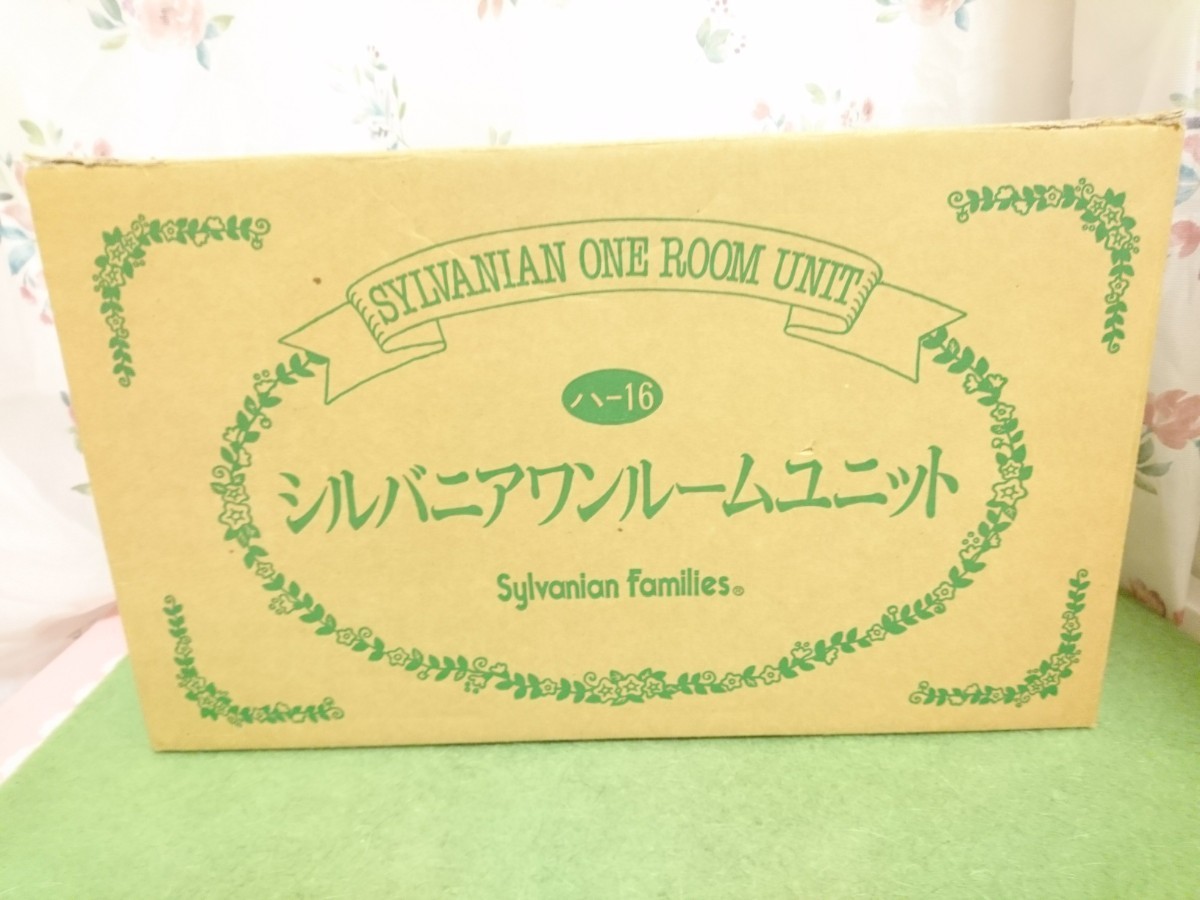 SYLVANIAN ONE ROOM UNIT
ハ-16
シルバニアワンルームユニット
Sylvanian Families®